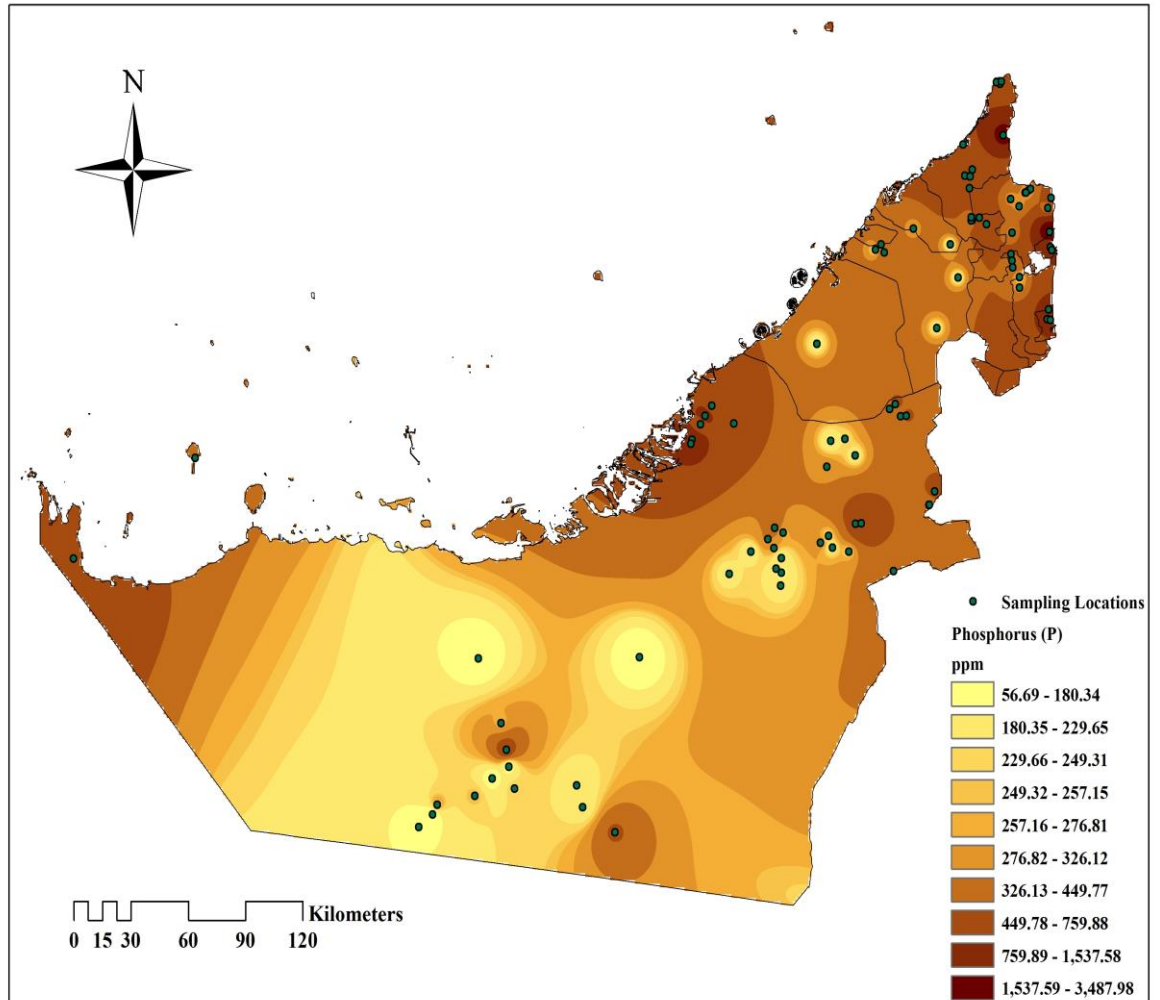 N
Sampling Locations
Phosphorus (P)
ppm
56.69 - 180.34
180.35 - 229.65
229.66 - 249.31
249.32 - 257.15
257.16 - 276.81
276.82 - 326.12
326.13 - 449.77
449.78 - 759.88
759.89 - 1,537.58
1,537.59 - 3,487.98
Kilometers
0 15 30 60 90 120